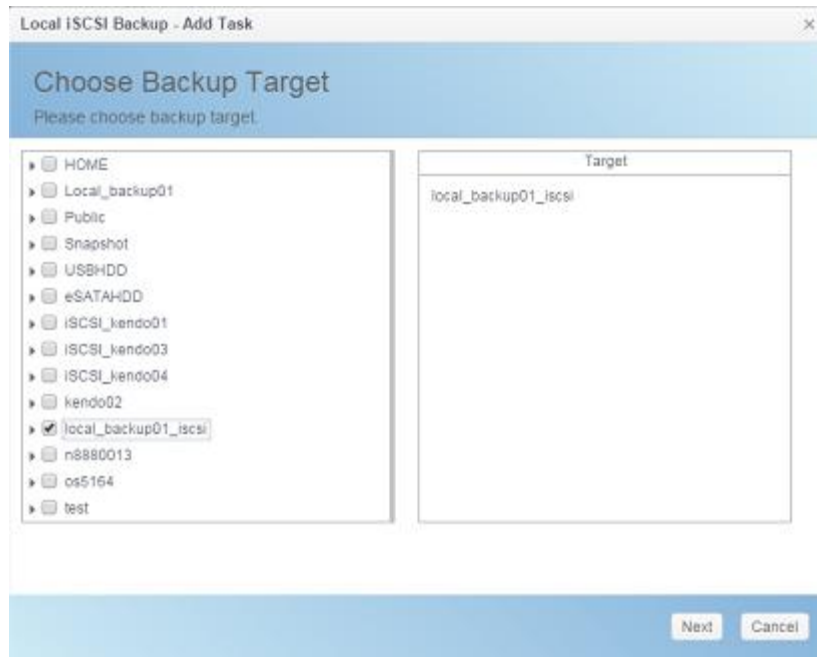 Local iSCSI Backup - Add Task
Choose Backup Target
Please choose backup target.
HOME
Local_backup01
Public
Snapshot
USBHDD
eSATAHDD
iSCSI_kendo01
iSCSI_kendo03
iSCSI_kendo04
kendo02
local_backup01_iscsi
n8880013
os5164
test
Target
local_backup01_iscsi
Next Cancel